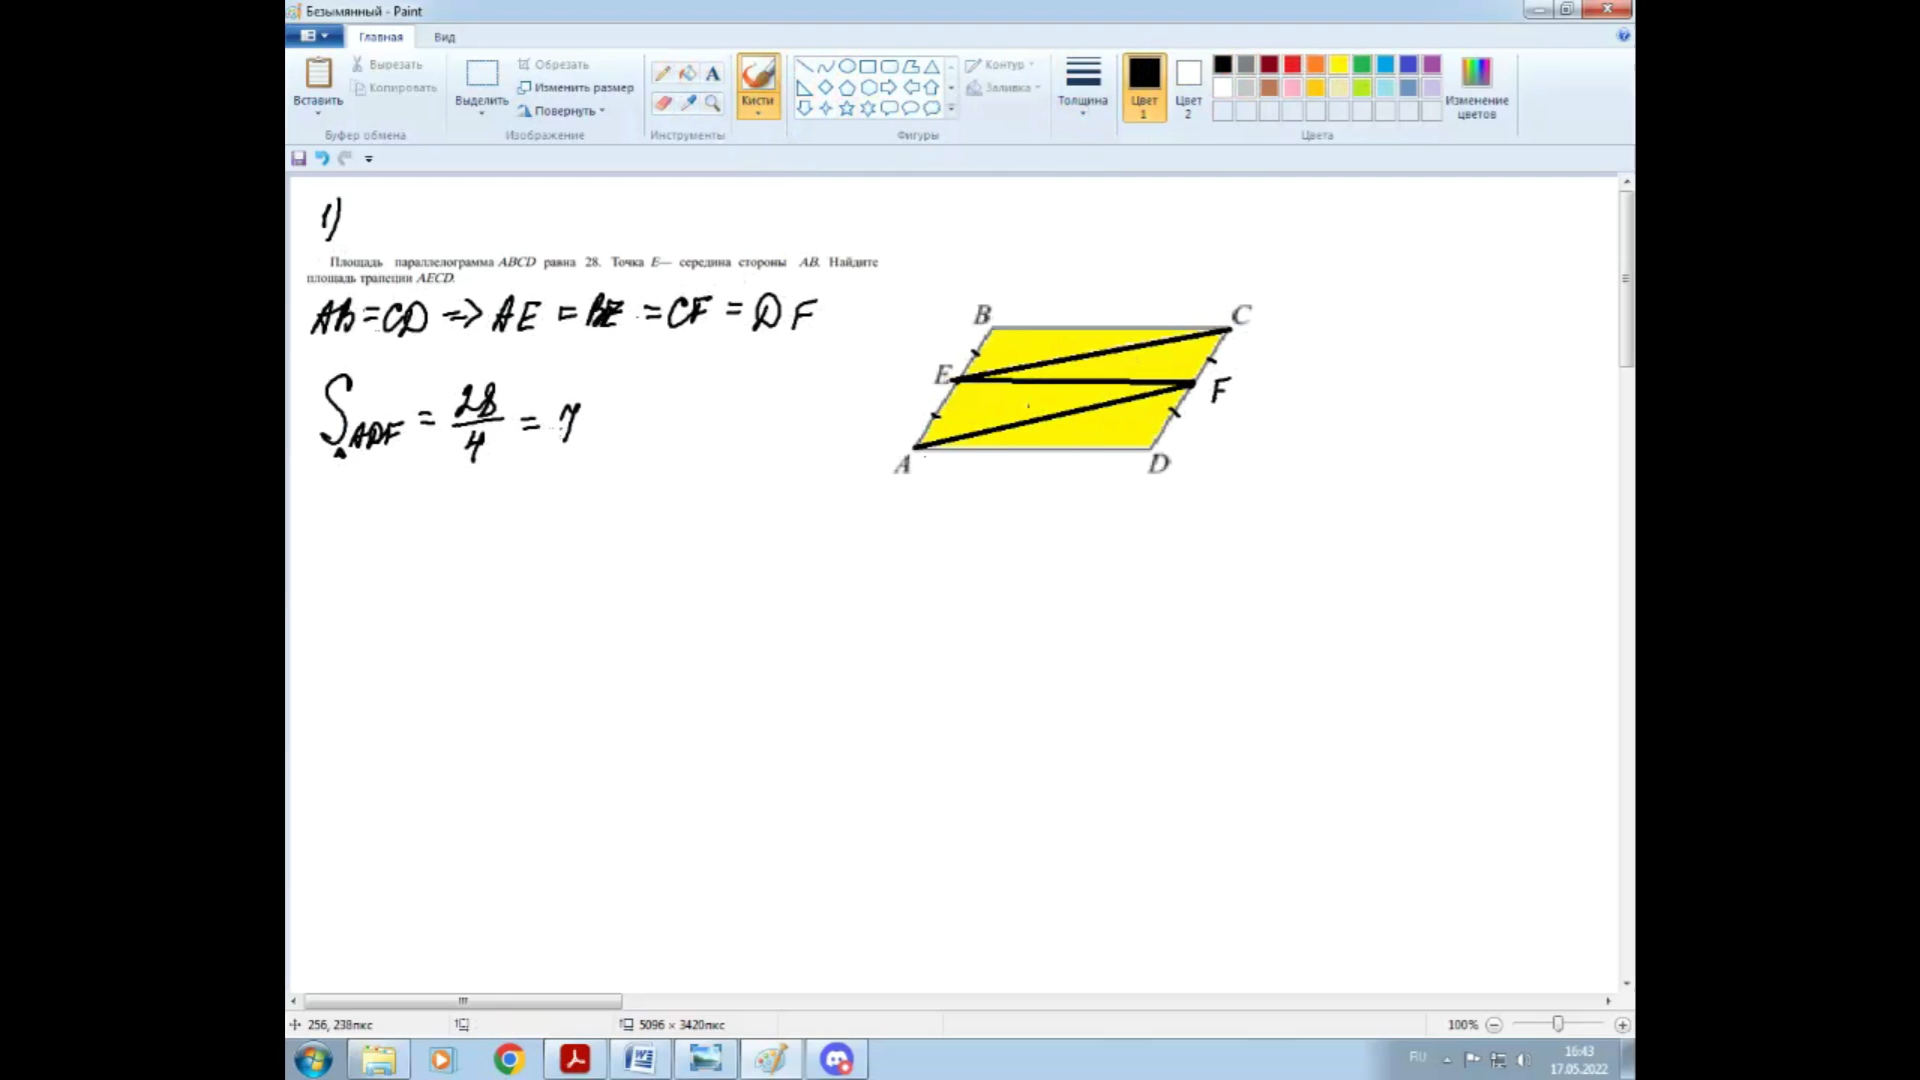 Безымянный - Paint
Главная Вид
Вставить
Вырезать
Копировать
Буфер обмена
Выделить
Обрезать
Изменить размер
Повернуть
Изображение
A
Инструменты
Кисти
Контур
Заливка
Фигуры
Толщина
Цвет 1
Цвет 2
Изменение цветов
Цвета
1)
Площадь параллелограмма ABCD равна 28. Точка E— середина стороны AB. Найдите
площадь трапеции AECD.
AB = CD => AE = BE = CF = DF
S ADF = 28/4 = 7
B C
E F
A D
256, 238пкс
5096 × 3420пкс
100%
RU
16:43
17.05.2022